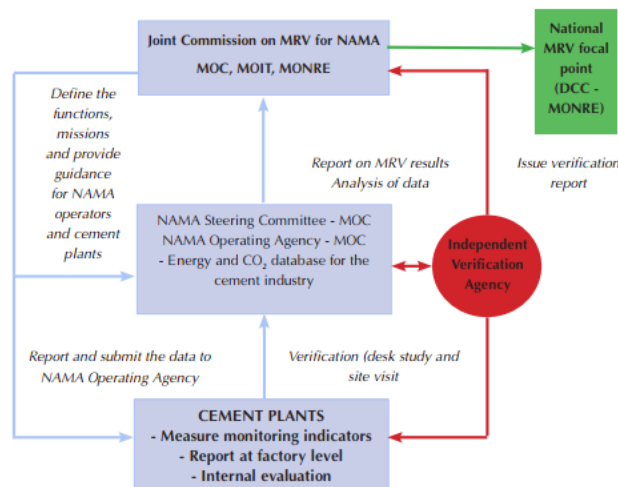 Joint Commission on MRV for NAMA
MOC, MOIT, MONRE
National
MRV focal
point
(DCC -
MONRE)
Define the
functions,
missions
and provide
guidance
for NAMA
operators
and cement
plants
Report on MRV results
Analysis of data
Issue verification
report
NAMA Steering Committee - MOC
NAMA Operating Agency - MOC
- Energy and CO₂ database for the
cement industry
Independent
Verification
Agency
Report and submit the data to
NAMA Operating Agency
Verification (desk study and
site visit
CEMENT PLANTS
- Measure monitoring indicators
- Report at factory level
- Internal evaluation